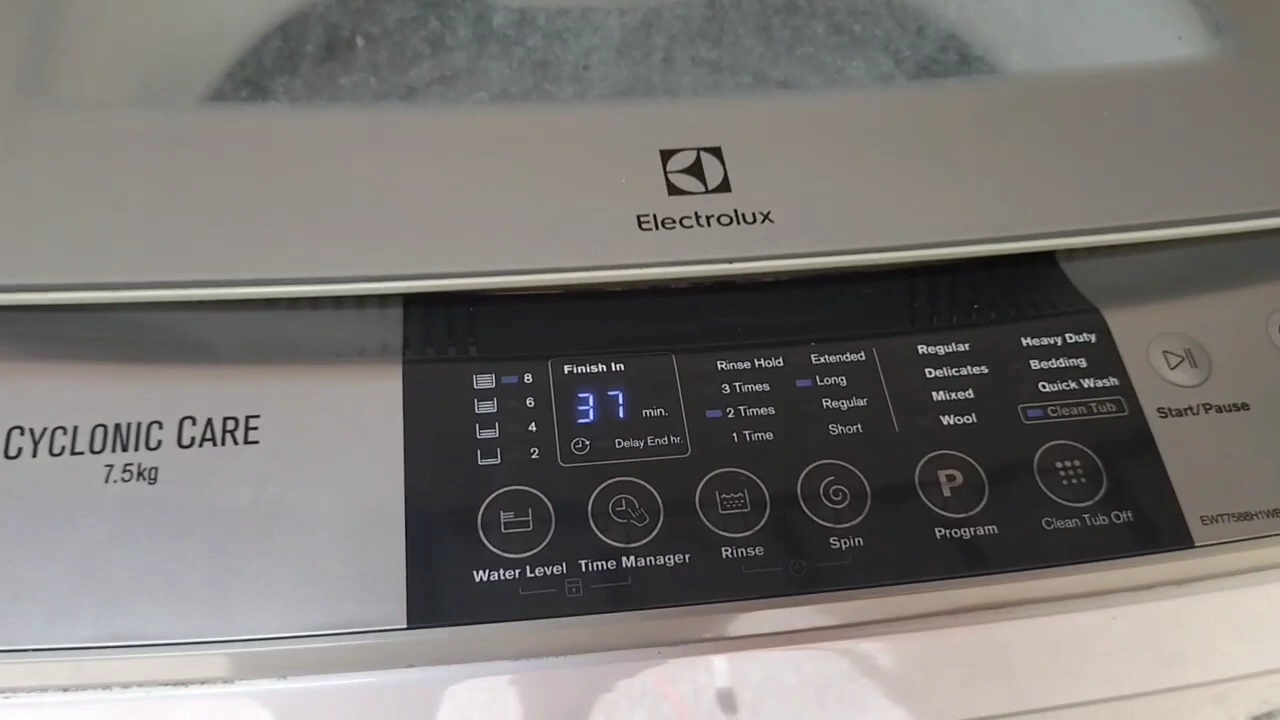 Electrolux
CYCLONIC CARE
7.5kg
8
6
4
2
Finish In
37 min.
Delay End hr.
Rinse Hold
3 Times
2 Times
1 Time
Extended
Long
Regular
Short
Regular
Delicates
Mixed
Wool
Heavy Duty
Bedding
Quick Wash
Clean Tub
Start/Pause
Water Level
Time Manager
Rinse
Spin
P
Program
Clean Tub Off